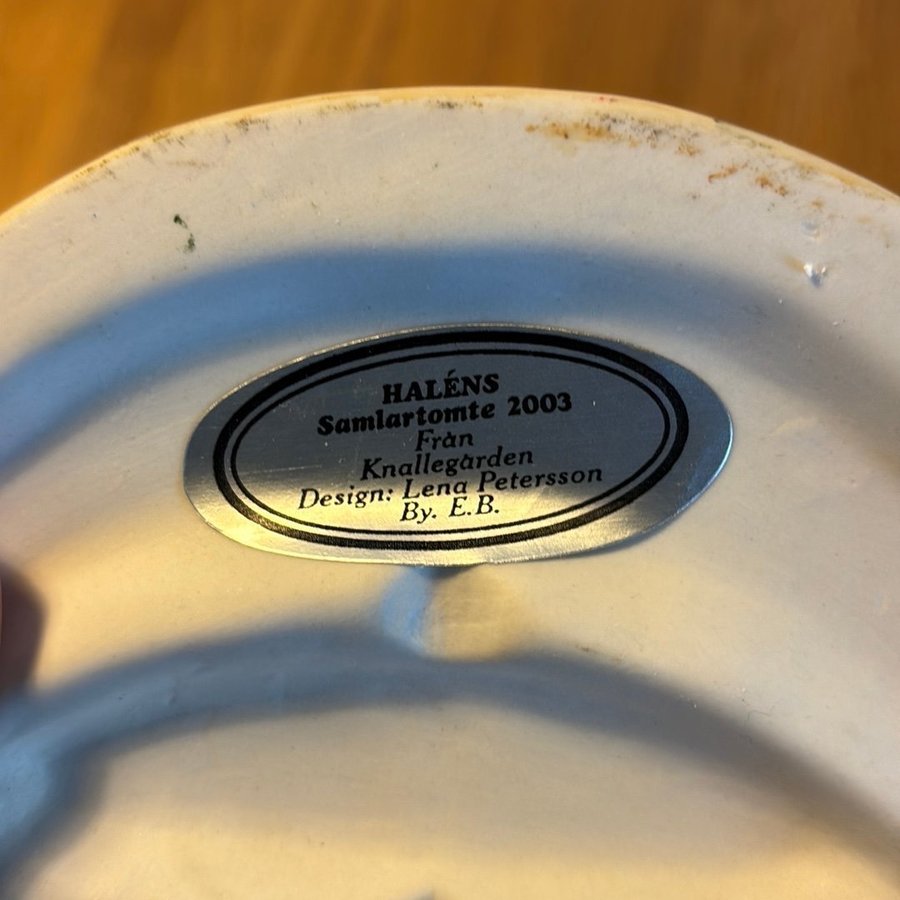 HALÉNS
Samlartomte 2003
Från
Knallegården
Design: Lena Petersson
By. E.B.